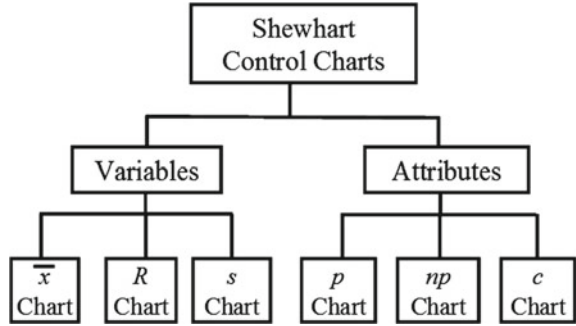 Shewhart
Control Charts
Variables
Attributes
x̅
Chart
R
Chart
s
Chart
p
Chart
np
Chart
c
Chart